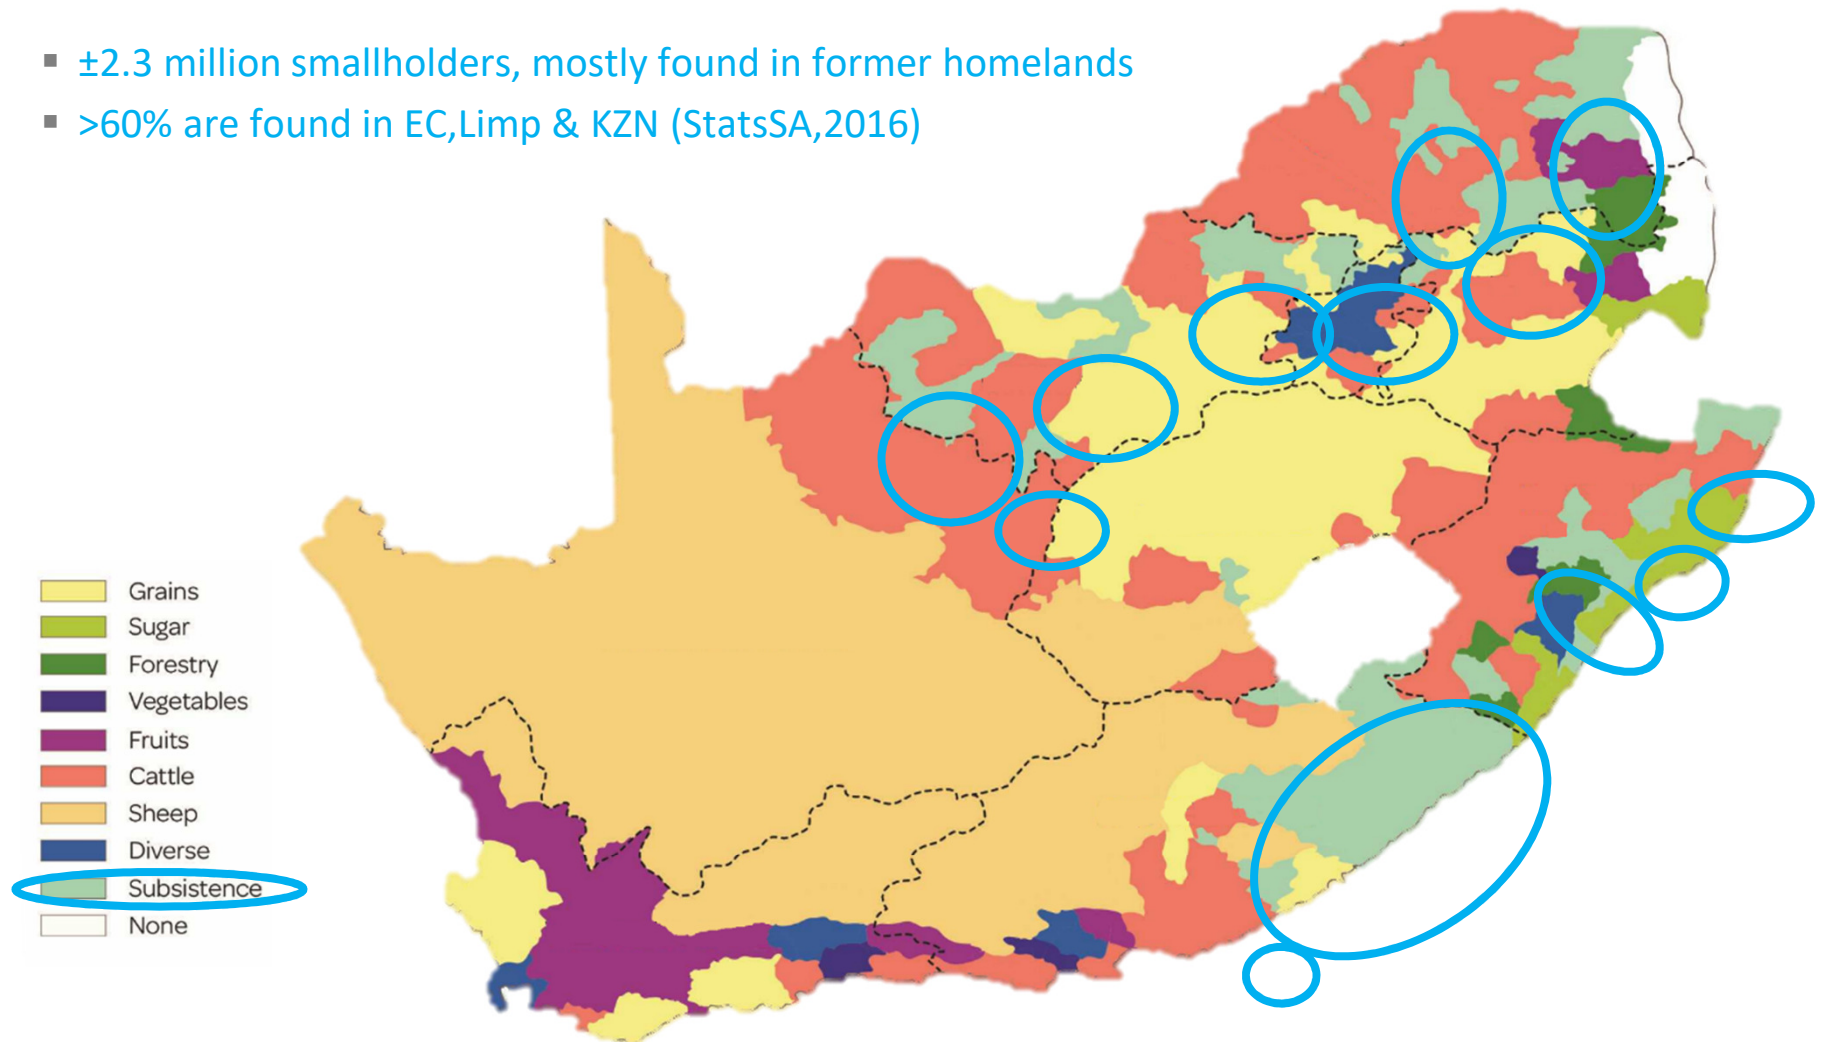 ▪ ±2.3 million smallholders, mostly found in former homelands
▪ >60% are found in EC,Limp & KZN (StatsSA,2016)
Grains
Sugar
Forestry
Vegetables
Fruits
Cattle
Sheep
Diverse
Subsistence
None